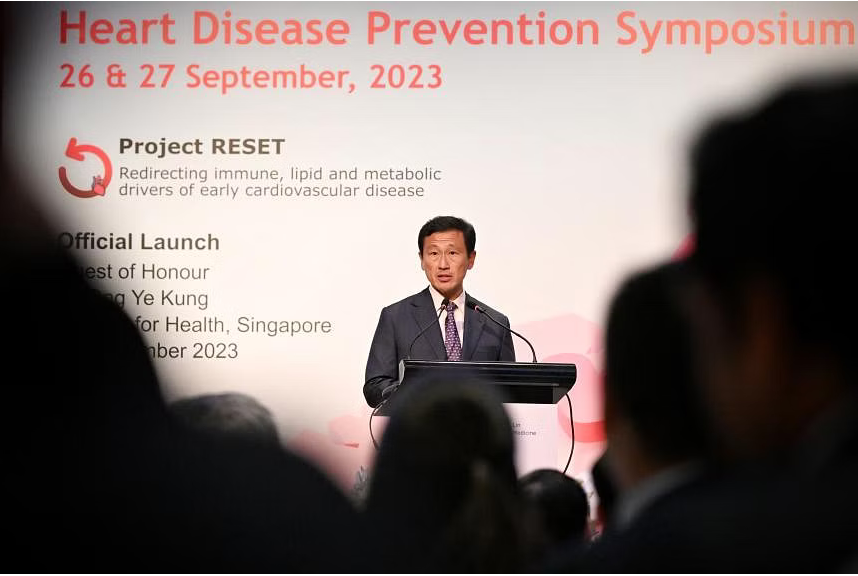 Heart Disease Prevention Symposium
26 & 27 September, 2023
Project RESET
Redirecting immune, lipid and metabolic
drivers of early cardiovascular disease
Official Launch
of Honour
Ye Kung
for Health, Singapore
2023